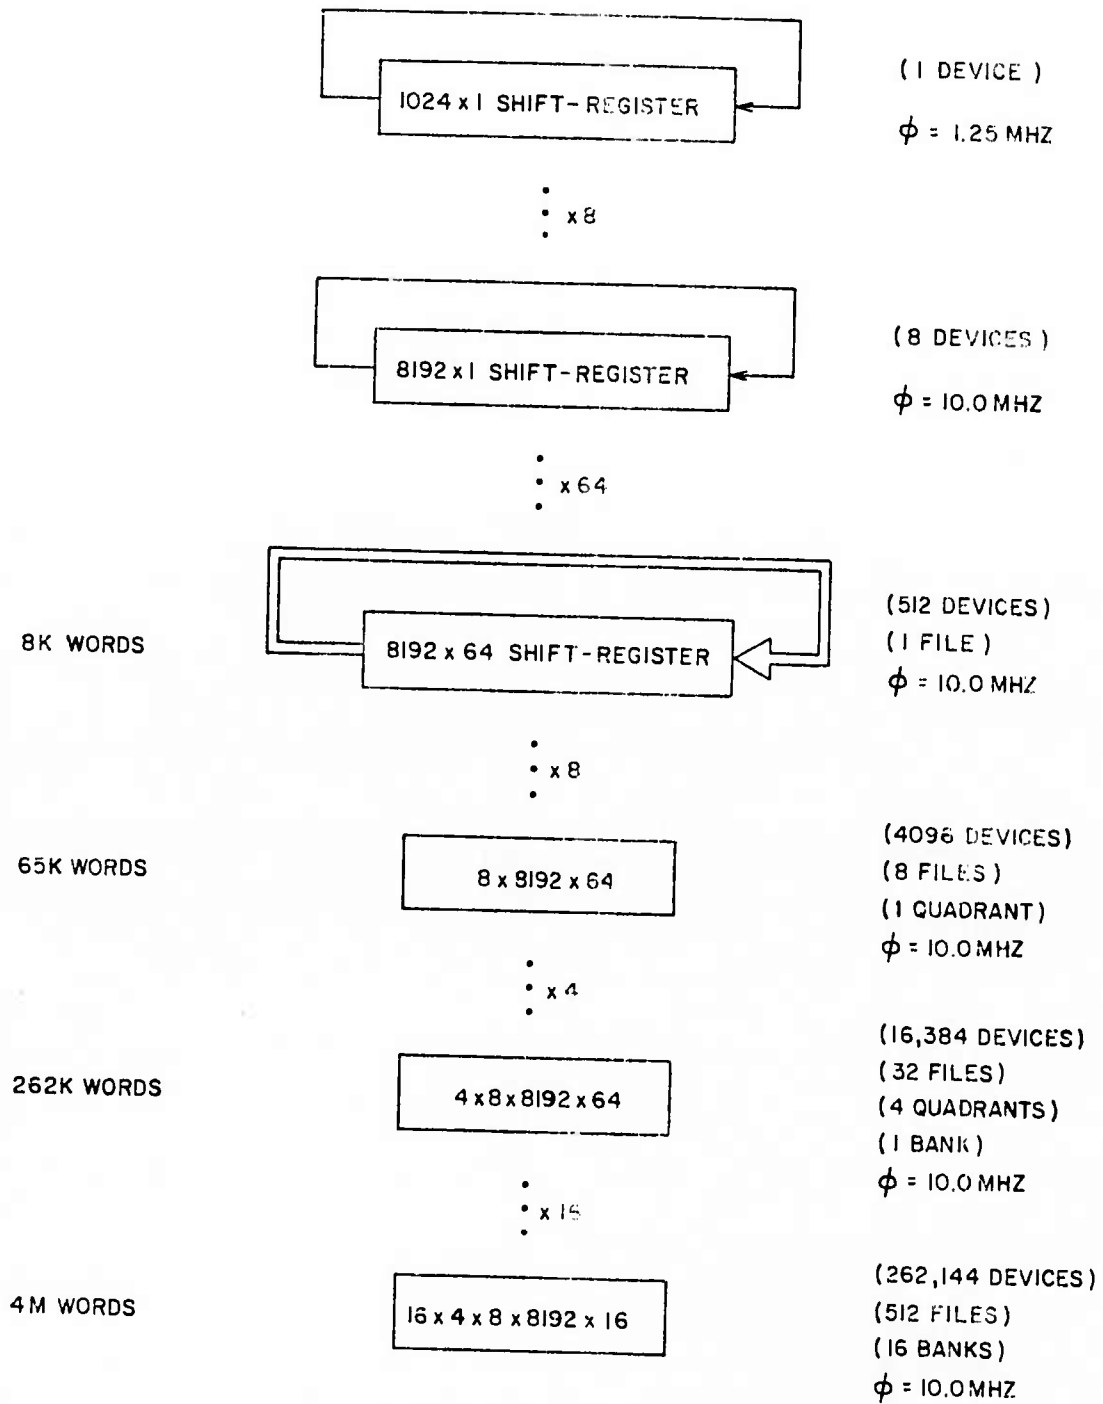 (1 DEVICE)
1024 x 1 SHIFT-REGISTER
ϕ = 1.25 MHZ
x 8
(8 DEVICES)
8192 x 1 SHIFT-REGISTER
ϕ = 10.0 MHZ
x 64
(512 DEVICES)
8K WORDS
8192 x 64 SHIFT-REGISTER
(1 FILE)
ϕ = 10.0 MHZ
x 8
(4096 DEVICES)
65K WORDS
8 x 8192 x 64
(8 FILES)
(1 QUADRANT)
ϕ = 10.0 MHZ
x 4
(16,384 DEVICES)
262K WORDS
4 x 8 x 8192 x 64
(32 FILES)
(4 QUADRANTS)
(1 BANK)
ϕ = 10.0 MHZ
x 16
(262,144 DEVICES)
4M WORDS
16 x 4 x 8 x 8192 x 16
(512 FILES)
(16 BANKS)
ϕ = 10.0 MHZ